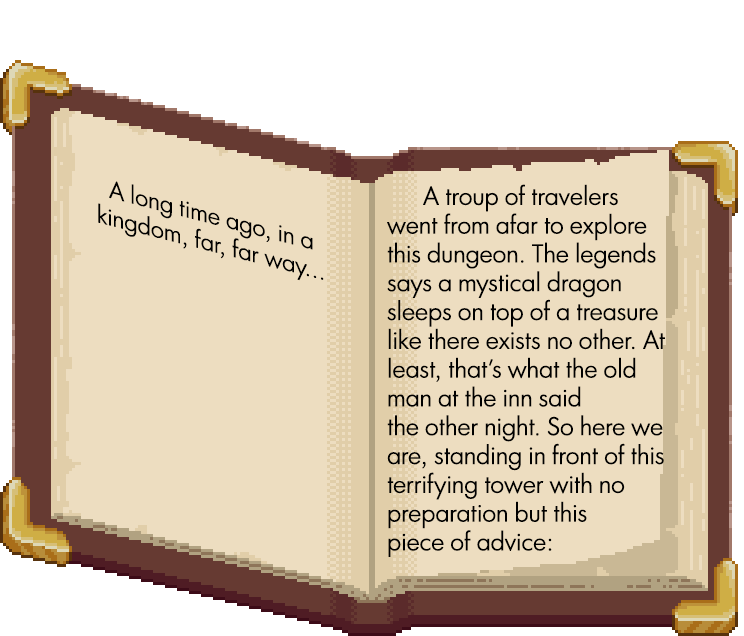 A long time ago, in a
kingdom, far, far way...
A troup of travelers
went from afar to explore
this dungeon. The legends
says a mystical dragon
sleeps on top of a treasure
like there exists no other. At
least, that's what the old
man at the inn said
the other night. So here we
are, standing in front of this
terrifying tower with no
preparation but this
piece of advice: